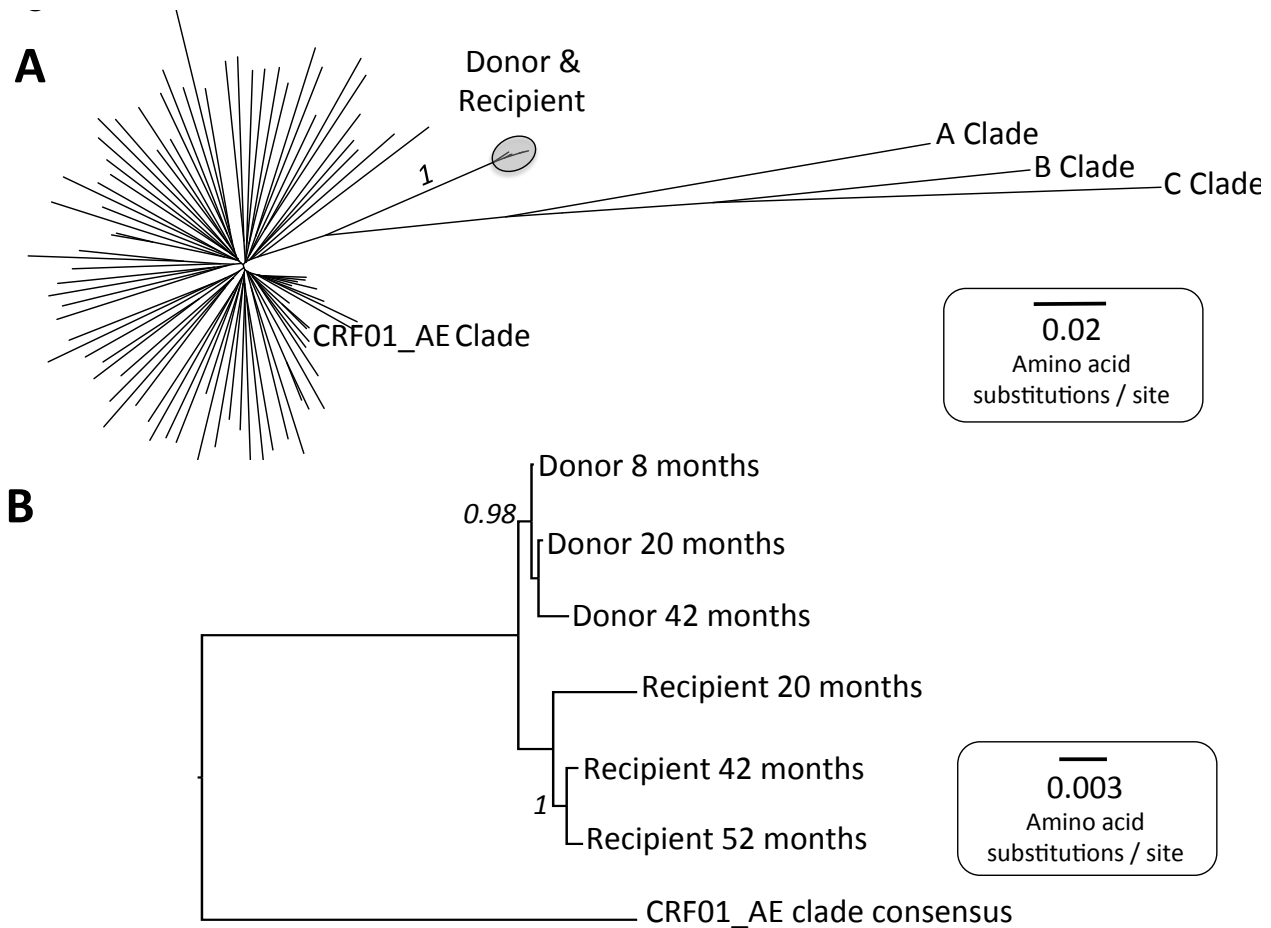 A
Donor &
Recipient
1
A Clade
B Clade
C Clade
CRF01_AE Clade
0.02
Amino acid
substitutions / site
B
Donor 8 months
0.98
Donor 20 months
Donor 42 months
Recipient 20 months
Recipient 42 months
1
Recipient 52 months
0.003
Amino acid
substitutions / site
CRF01_AE clade consensus